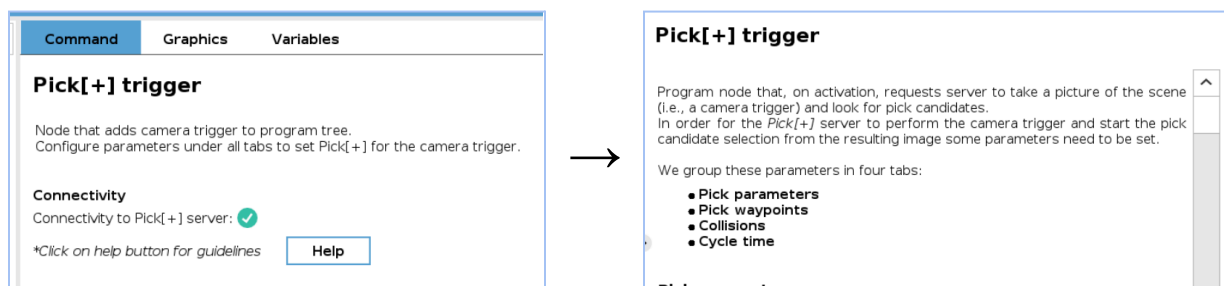 Command Graphics Variables
Pick[+] trigger
Node that adds camera trigger to program tree.
Configure parameters under all tabs to set Pick[+] for the camera trigger.
Connectivity
Connectivity to Pick[+] server:
*Click on help button for guidelines Help
Pick[+] trigger
Program node that, on activation, requests server to take a picture of the scene
(i.e., a camera trigger) and look for pick candidates.
In order for the Pick[+] server to perform the camera trigger and start the pick
candidate selection from the resulting image some parameters need to be set.
We group these parameters in four tabs:
• Pick parameters
• Pick waypoints
• Collisions
• Cycle time